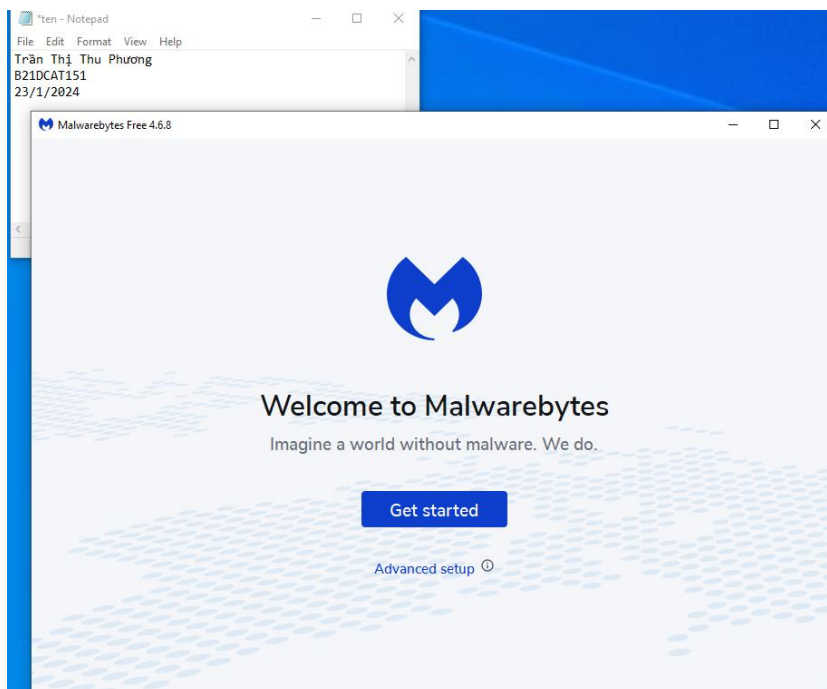 *ten - Notepad
File Edit Format View Help
Trần Thị Thu Phương
B21DCAT151
23/1/2024
Malwarebytes Free 4.6.8
Welcome to Malwarebytes
Imagine a world without malware. We do.
Get started
Advanced setup